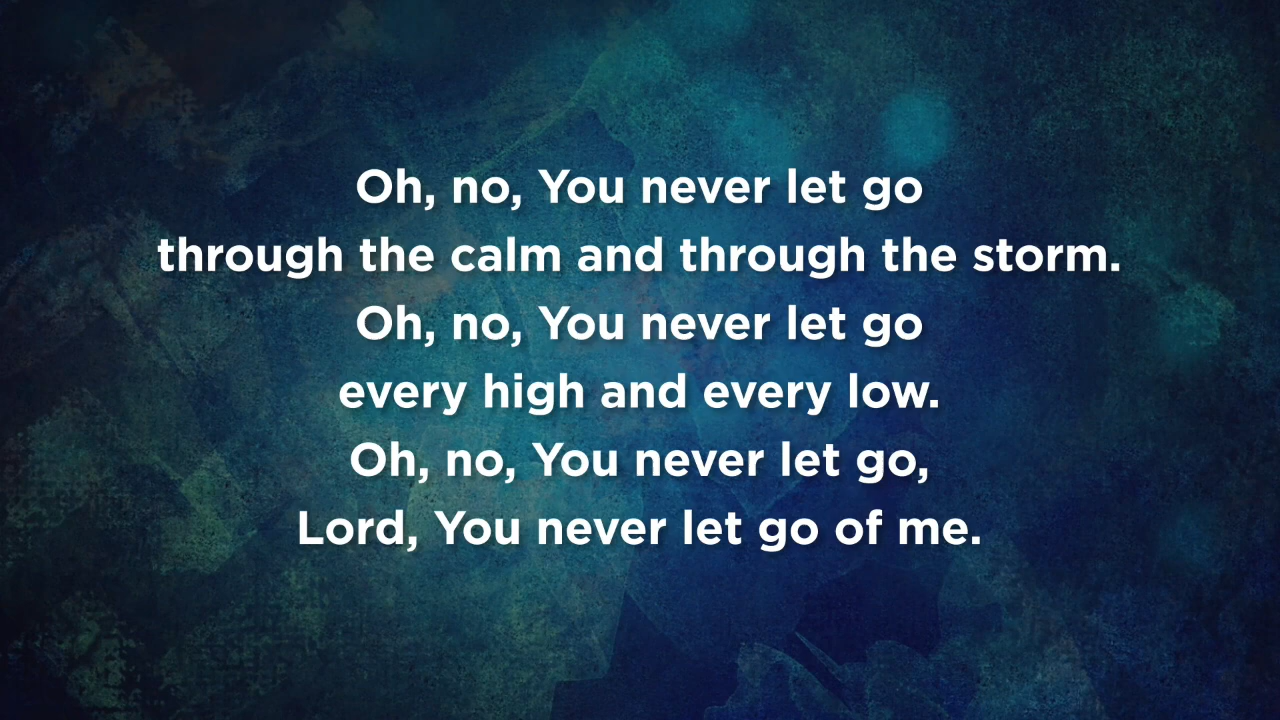 Oh, no, You never let go
through the calm and through the storm.
Oh, no, You never let go
every high and every low.
Oh, no, You never let go,
Lord, You never let go of me.